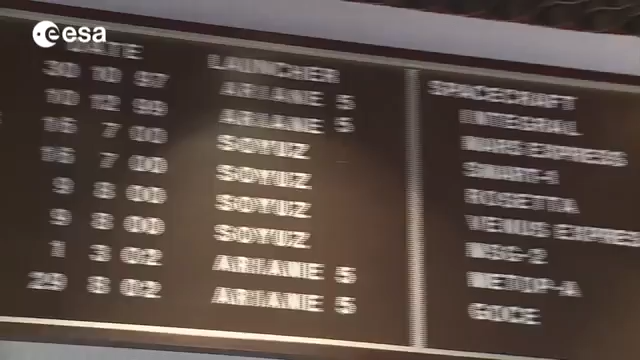 esa
DATE LAUNCHER SPACECRAFT
30 10 97 ARIANE 5 INTEGRAL
10 12 99 ARIANE 5 MARS EXPRESS
15 7 00 SOYUZ SMART-1
15 7 00 SOYUZ ROSETTA
9 8 00 SOYUZ VENUS EXPRESS
9 8 00 SOYUZ MSG-2
1 3 02 ARIANE 5 METOP-A
29 8 02 ARIANE 5 GOCE